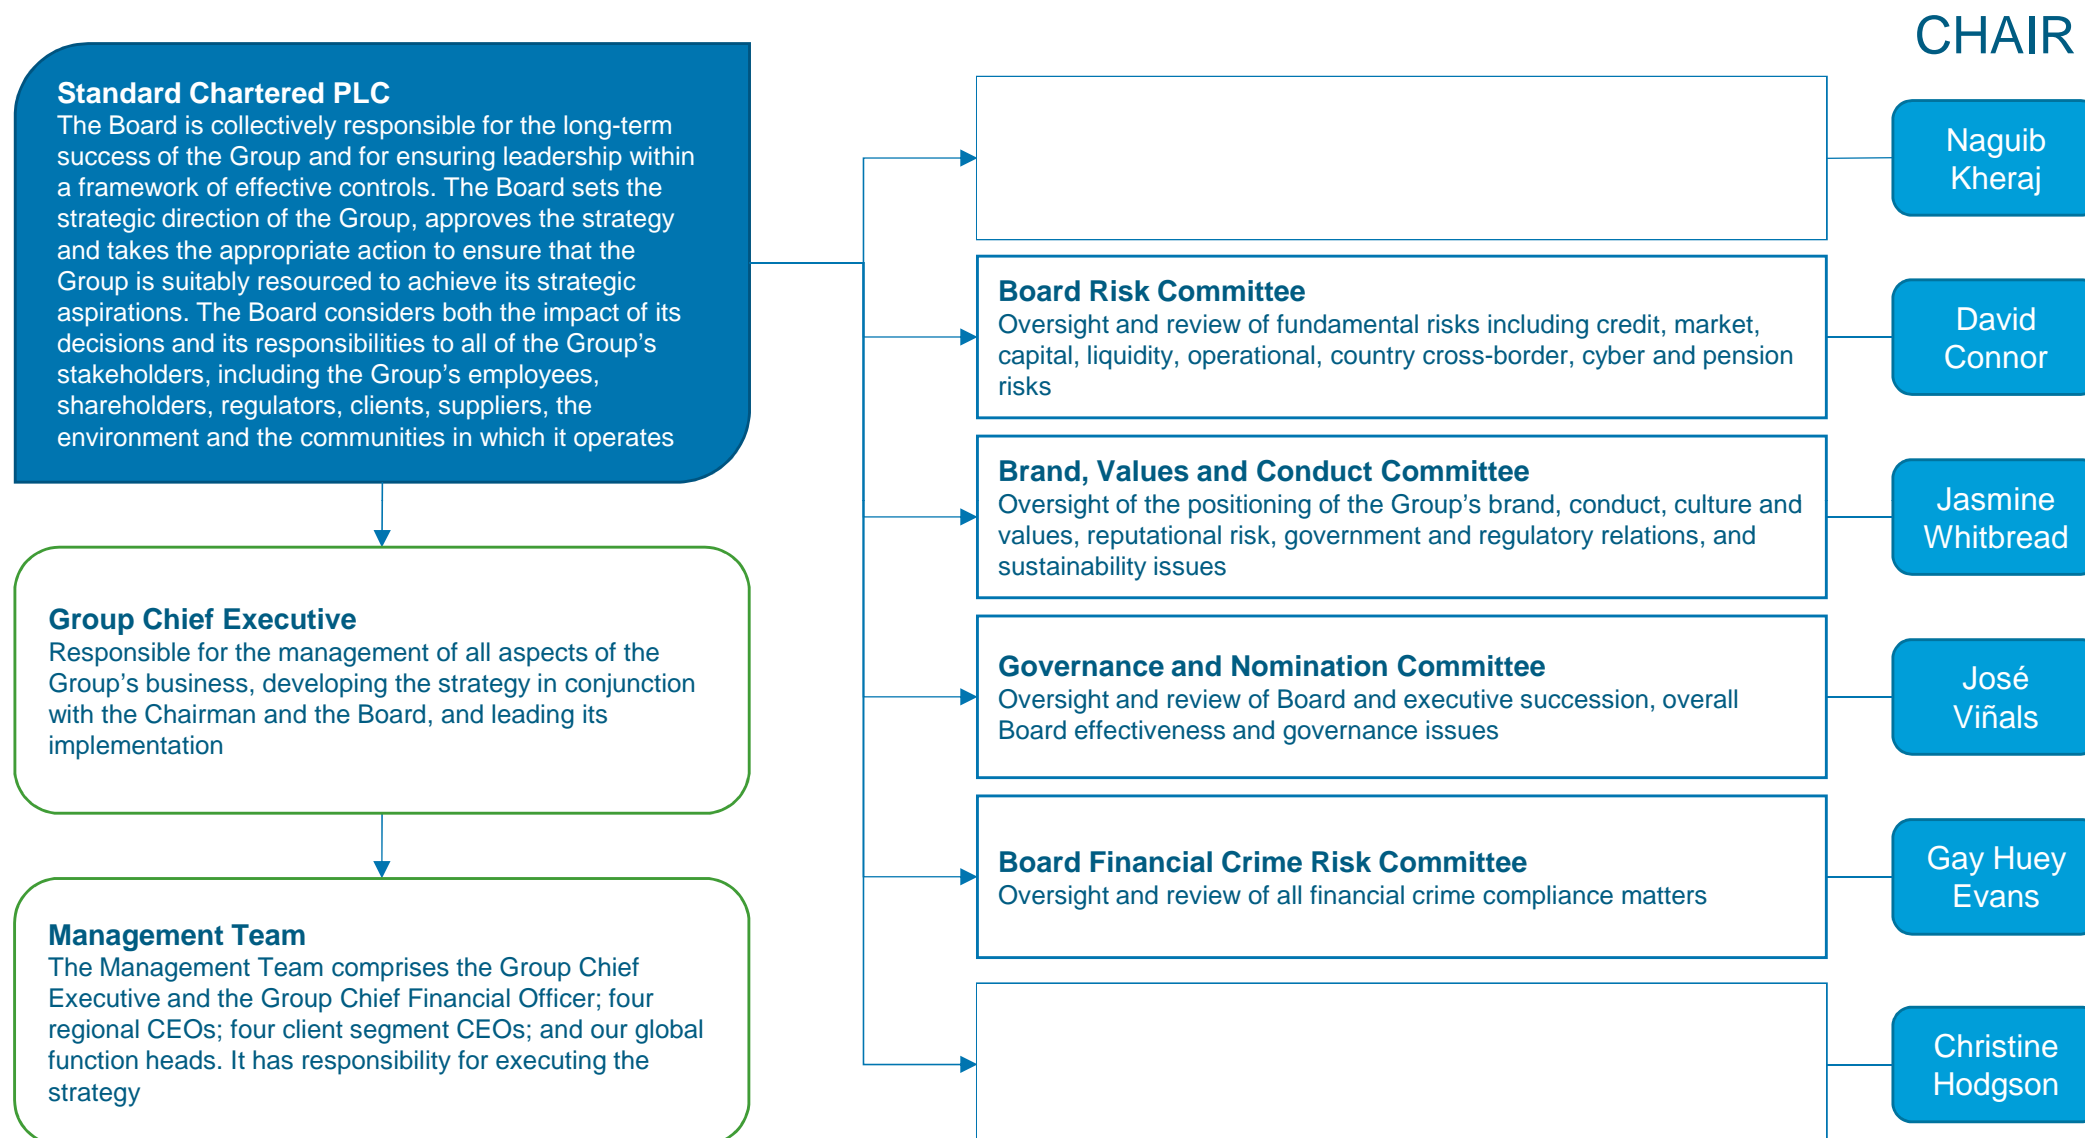 CHAIR
Standard Chartered PLC
The Board is collectively responsible for the long-term
success of the Group and for ensuring leadership within
a framework of effective controls. The Board sets the
strategic direction of the Group, approves the strategy
and takes the appropriate action to ensure that the
Group is suitably resourced to achieve its strategic
aspirations. The Board considers both the impact of its
decisions and its responsibilities to all of the Group’s
stakeholders, including the Group’s employees,
shareholders, regulators, clients, suppliers, the
environment and the communities in which it operates
Group Chief Executive
Responsible for the management of all aspects of the
Group’s business, developing the strategy in conjunction
with the Chairman and the Board, and leading its
implementation
Management Team
The Management Team comprises the Group Chief
Executive and the Group Chief Financial Officer; four
regional CEOs; four client segment CEOs; and our global
function heads. It has responsibility for executing the
strategy
Naguib
Kheraj
Board Risk Committee
Oversight and review of fundamental risks including credit, market,
capital, liquidity, operational, country cross-border, cyber and pension
risks
David
Connor
Brand, Values and Conduct Committee
Oversight of the positioning of the Group’s brand, conduct, culture and
values, reputational risk, government and regulatory relations, and
sustainability issues
Jasmine
Whitbread
Governance and Nomination Committee
Oversight and review of Board and executive succession, overall
Board effectiveness and governance issues
José
Viñals
Board Financial Crime Risk Committee
Oversight and review of all financial crime compliance matters
Gay Huey
Evans
Christine
Hodgson